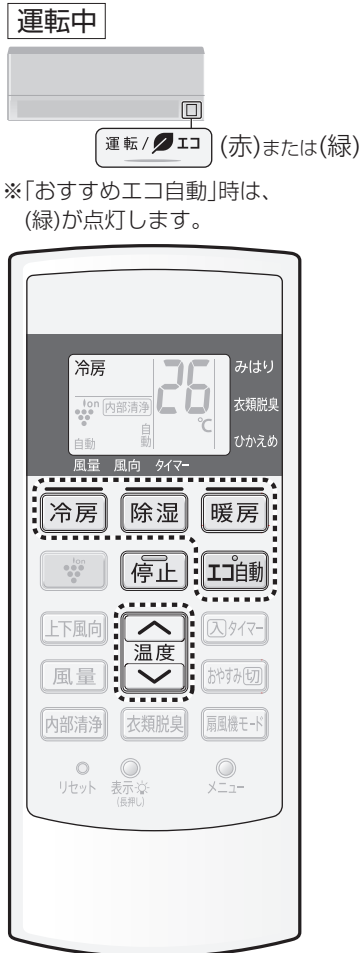 運転中
運転/エコ (赤)または(緑)
※「おすすめエコ自動」時は、
(緑)が点灯します。
冷房 26℃ みはり
ion 内部清浄 衣類脱臭
自動 自動 ひかえめ
風量 風向 タイマー
冷房 除湿 暖房
ion 停止 エコ自動
上下風向 温度 入タイマー
風量 おやすみ切
内部清浄 衣類脱臭 扇風機モード
リセット 表示 メニュー
(長押し)